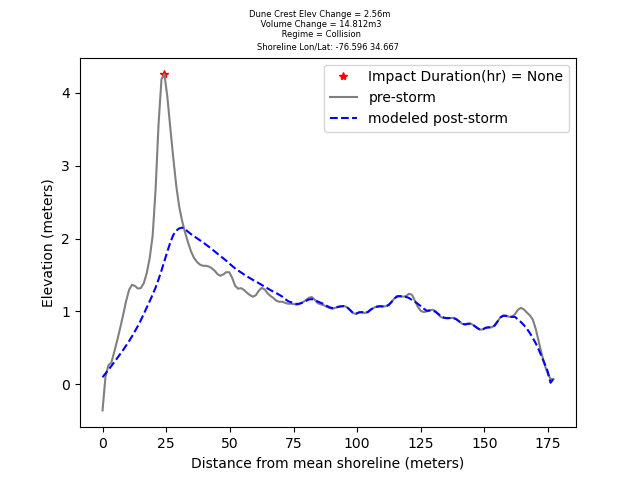 Dune Crest Elev Change = 2.56m
Volume Change = 14.812m3
Regime = Collision
Shoreline Lon/Lat: -76.596 34.667
Impact Duration(hr) = None
pre-storm
modeled post-storm
Elevation (meters)
4
3
2
1
0
0 25 50 75 100 125 150 175
Distance from mean shoreline (meters)